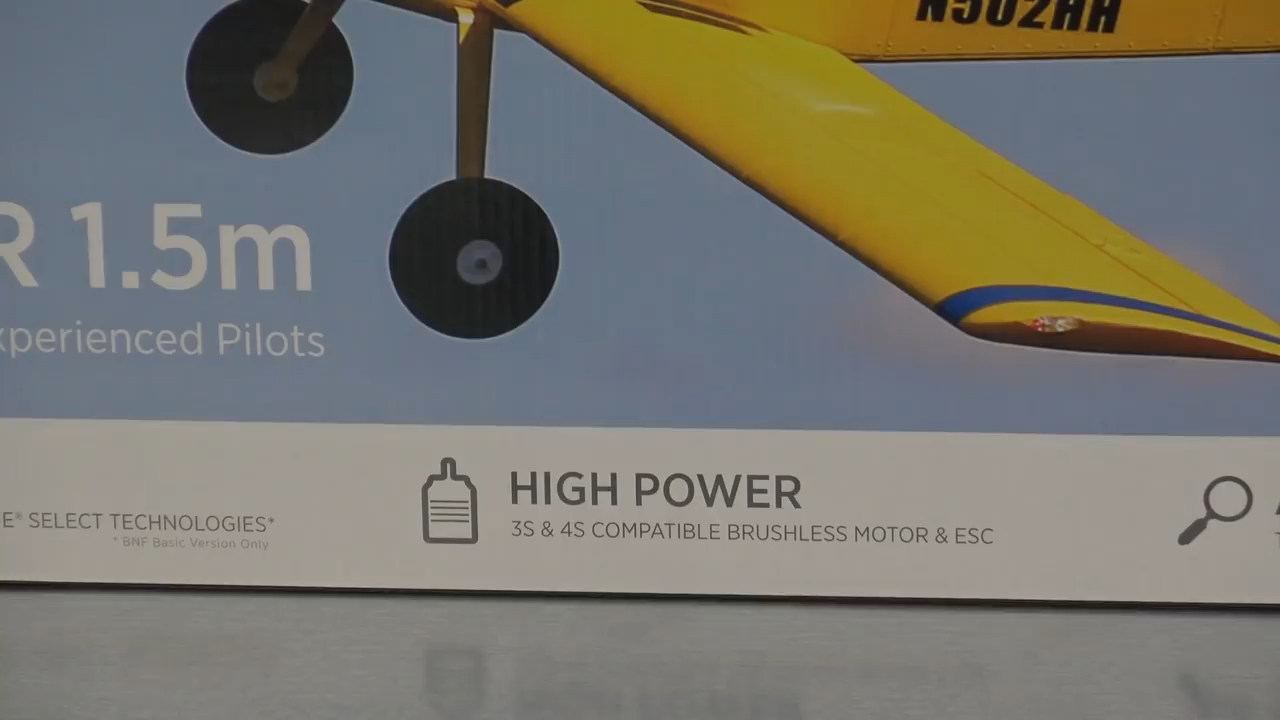 N502HH
R 1.5m
xperienced Pilots
E® SELECT TECHNOLOGIES*
* BNF Basic Version Only
HIGH POWER
3S & 4S COMPATIBLE BRUSHLESS MOTOR & ESC